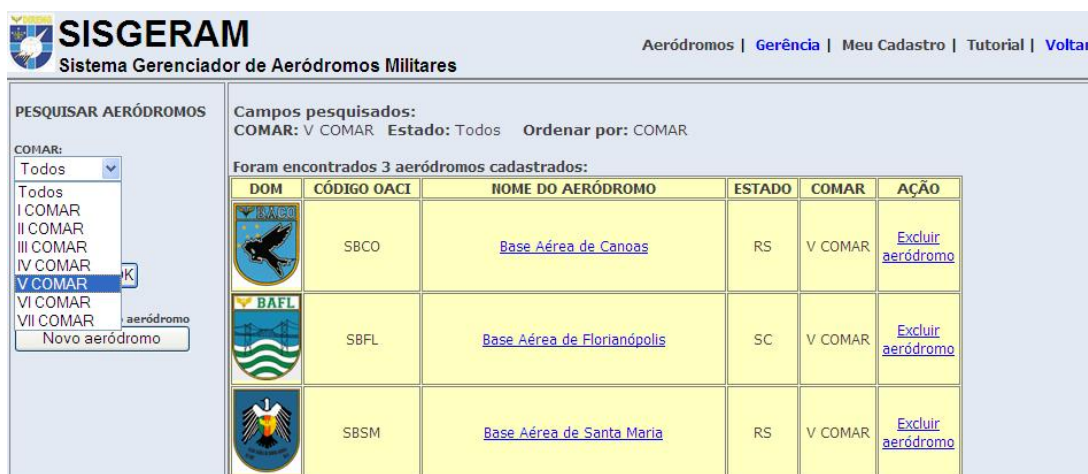 SISGERAM
Sistema Gerenciador de Aeródromos Militares
Aeródromos | Gerência | Meu Cadastro | Tutorial | Voltar
PESQUISAR AERÓDROMOS
COMAR:
Todos
Todos
I COMAR
II COMAR
III COMAR
IV COMAR
V COMAR
VI COMAR
VII COMAR
aeródromo
Novo aeródromo
Campos pesquisados:
COMAR: V COMAR Estado: Todos Ordenar por: COMAR
Foram encontrados 3 aeródromos cadastrados:
DOM CÓDIGO OACI NOME DO AERÓDROMO ESTADO COMAR AÇÃO
BACO SBCO Base Aérea de Canoas RS V COMAR Excluir aeródromo
BAFL SBFL Base Aérea de Florianópolis SC V COMAR Excluir aeródromo
SBSM Base Aérea de Santa Maria RS V COMAR Excluir aeródromo